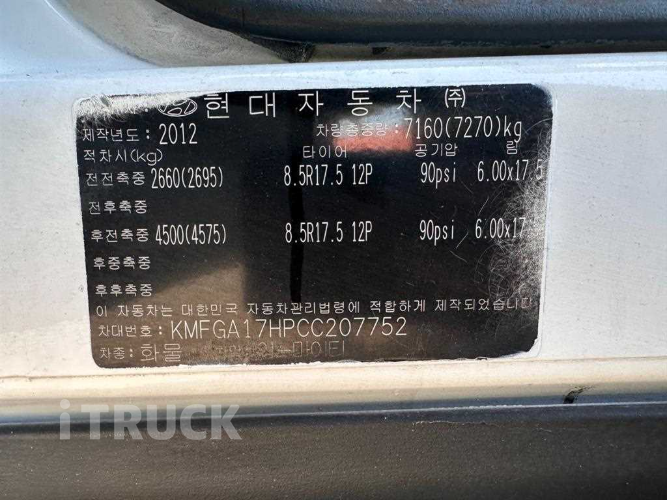 현대자동차 (주)
제작년도: 2012 차량총중량: 7160(7270)kg
적차시(kg) 타이어 공기압 림
전전축중 2660(2695) 8.5R17.5 12P 90psi 6.00x17.5
전후축중
후전축중 4500(4575) 8.5R17.5 12P 90psi 6.00x17
후중축중
후후축중
이 자동차는 대한민국 자동차관리법령에 적합하게 제작되었습니다
차대번호: KMFGA17HPCC207752
차종: 화물 마이티
iTRUCK